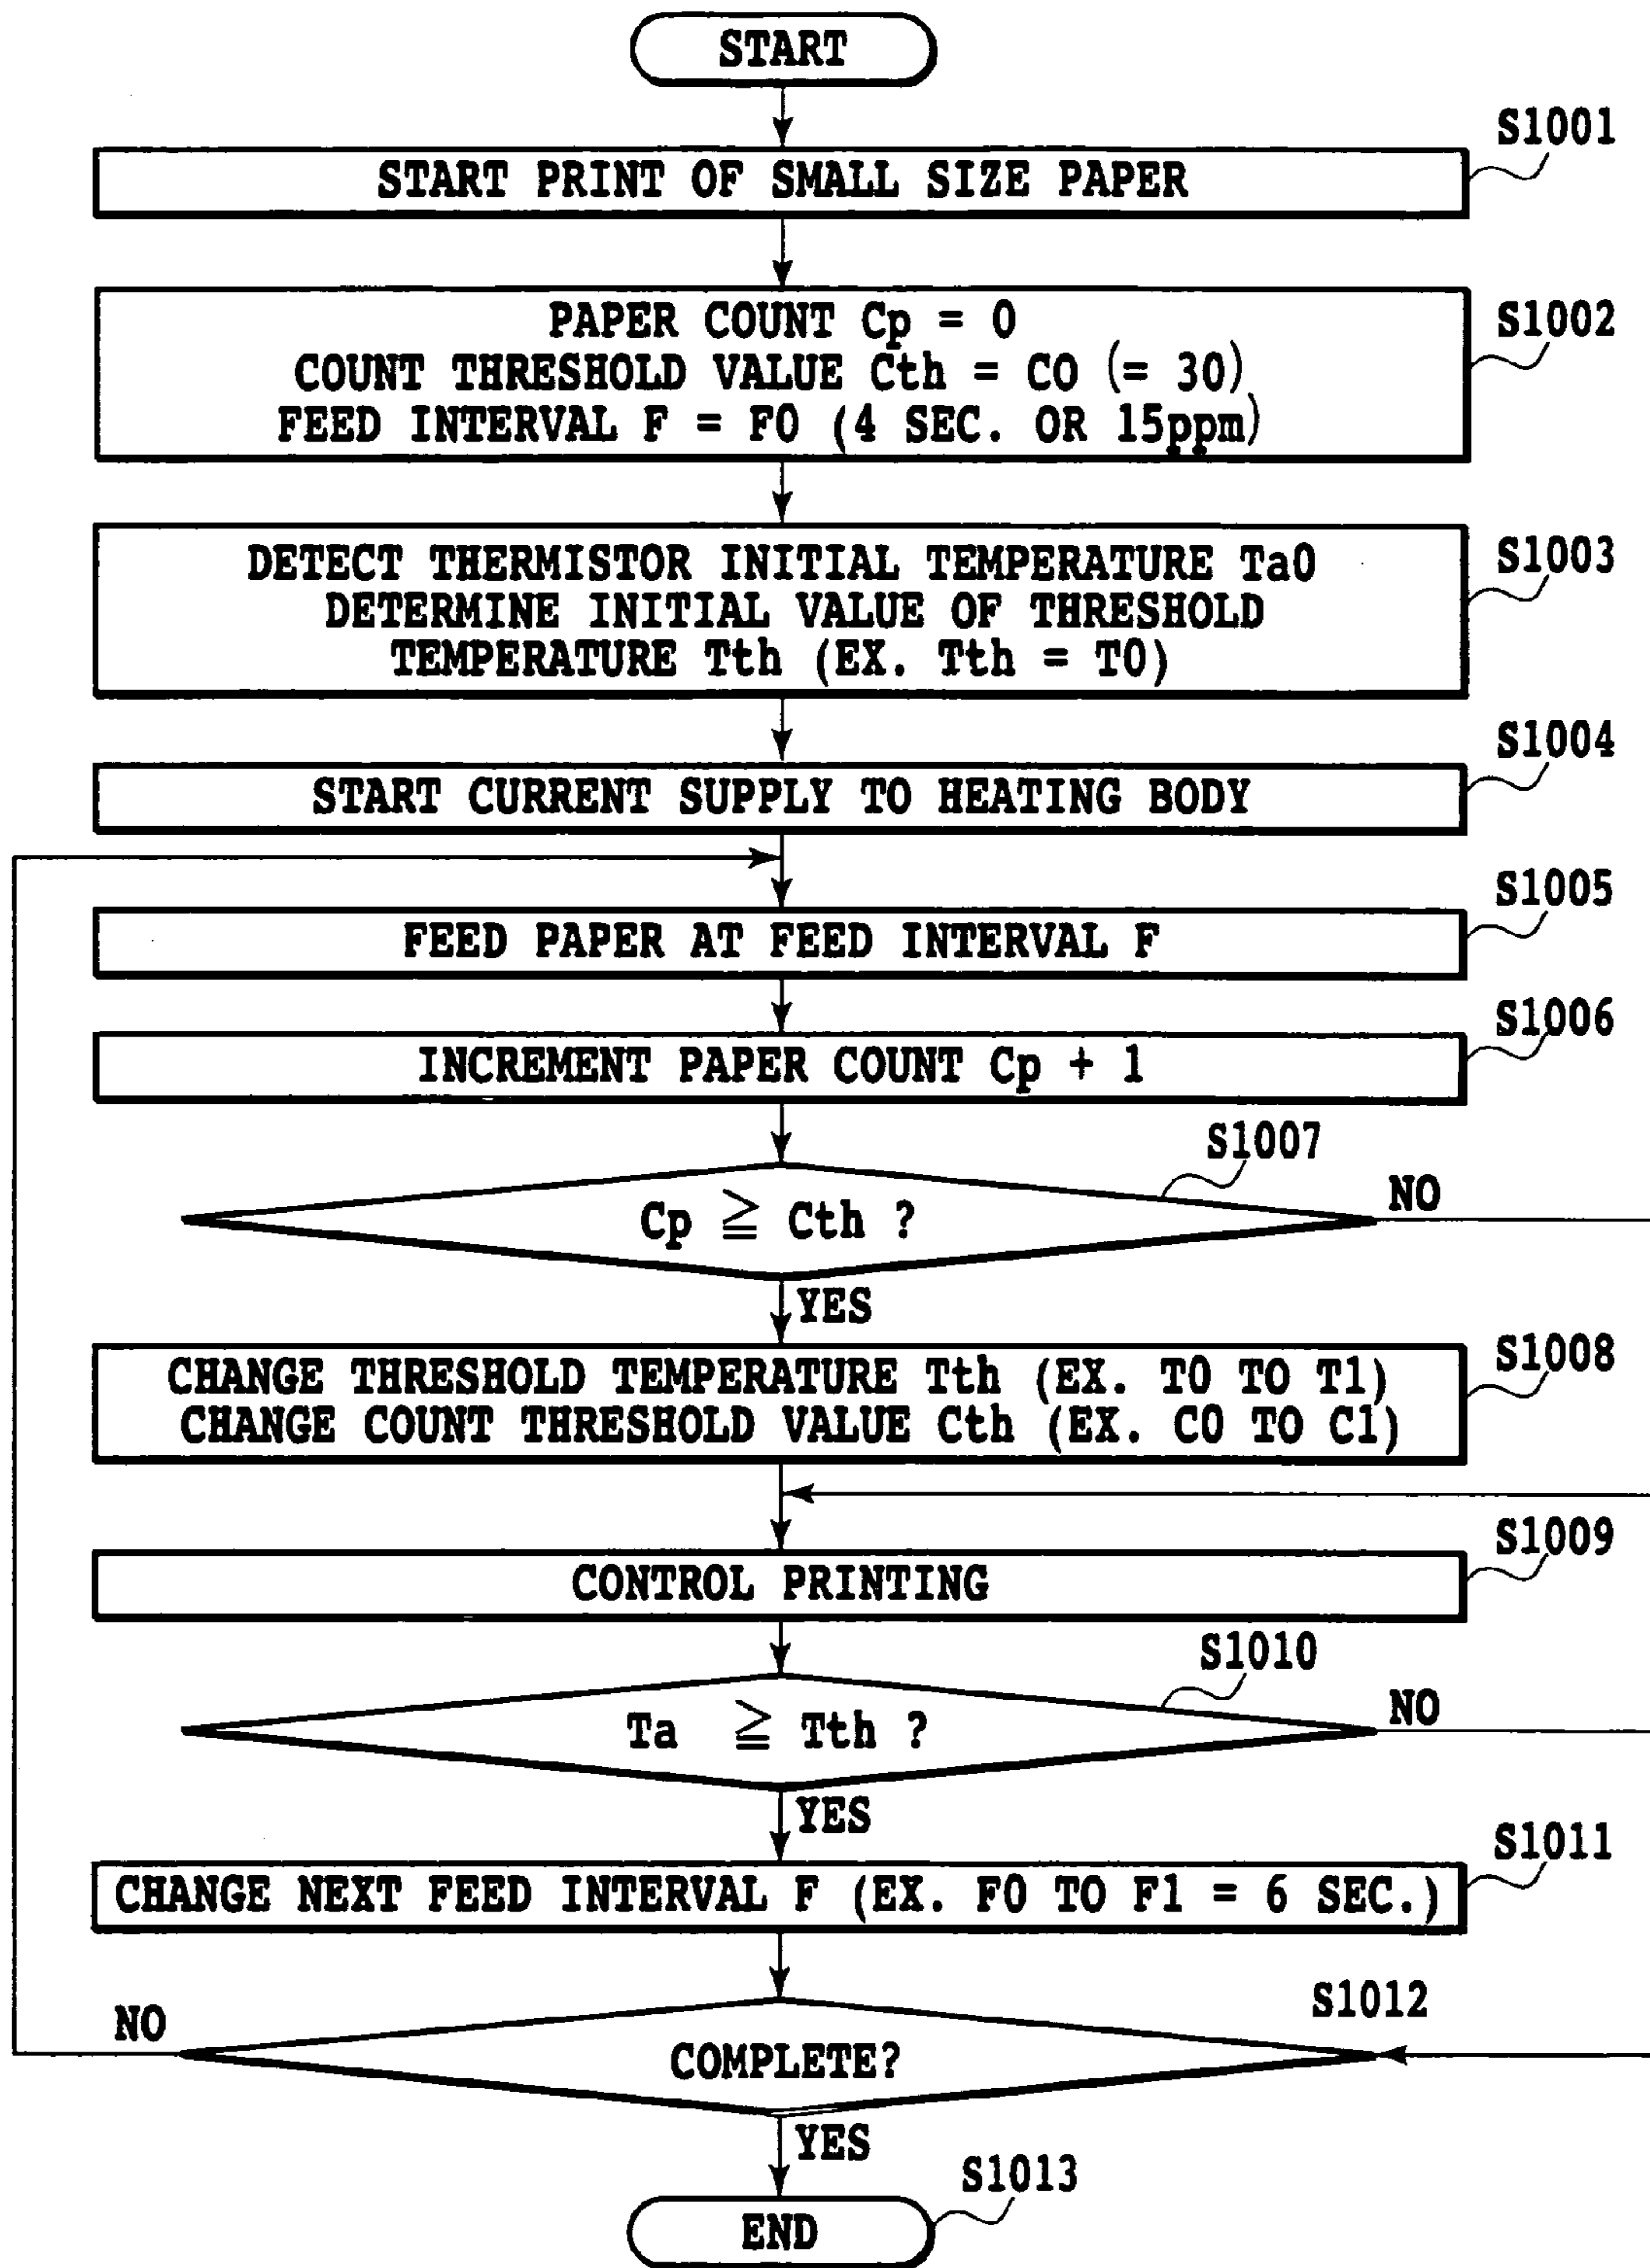 START
S1001
START PRINT OF SMALL SIZE PAPER
S1002
PAPER COUNT Cp = 0
COUNT THRESHOLD VALUE Cth = C0 (= 30)
FEED INTERVAL F = F0 (4 SEC. OR 15ppm)
S1003
DETECT THERMISTOR INITIAL TEMPERATURE Ta0
DETERMINE INITIAL VALUE OF THRESHOLD
TEMPERATURE Tth (EX. Tth = T0)
S1004
START CURRENT SUPPLY TO HEATING BODY
S1005
FEED PAPER AT FEED INTERVAL F
S1006
INCREMENT PAPER COUNT Cp + 1
S1007
NO
Cp ≧ Cth ?
YES
S1008
CHANGE THRESHOLD TEMPERATURE Tth (EX. T0 TO T1)
CHANGE COUNT THRESHOLD VALUE Cth (EX. C0 TO C1)
S1009
CONTROL PRINTING
S1010
NO
Ta ≧ Tth ?
YES
S1011
CHANGE NEXT FEED INTERVAL F (EX. F0 TO F1 = 6 SEC.)
S1012
NO
COMPLETE?
YES
S1013
END